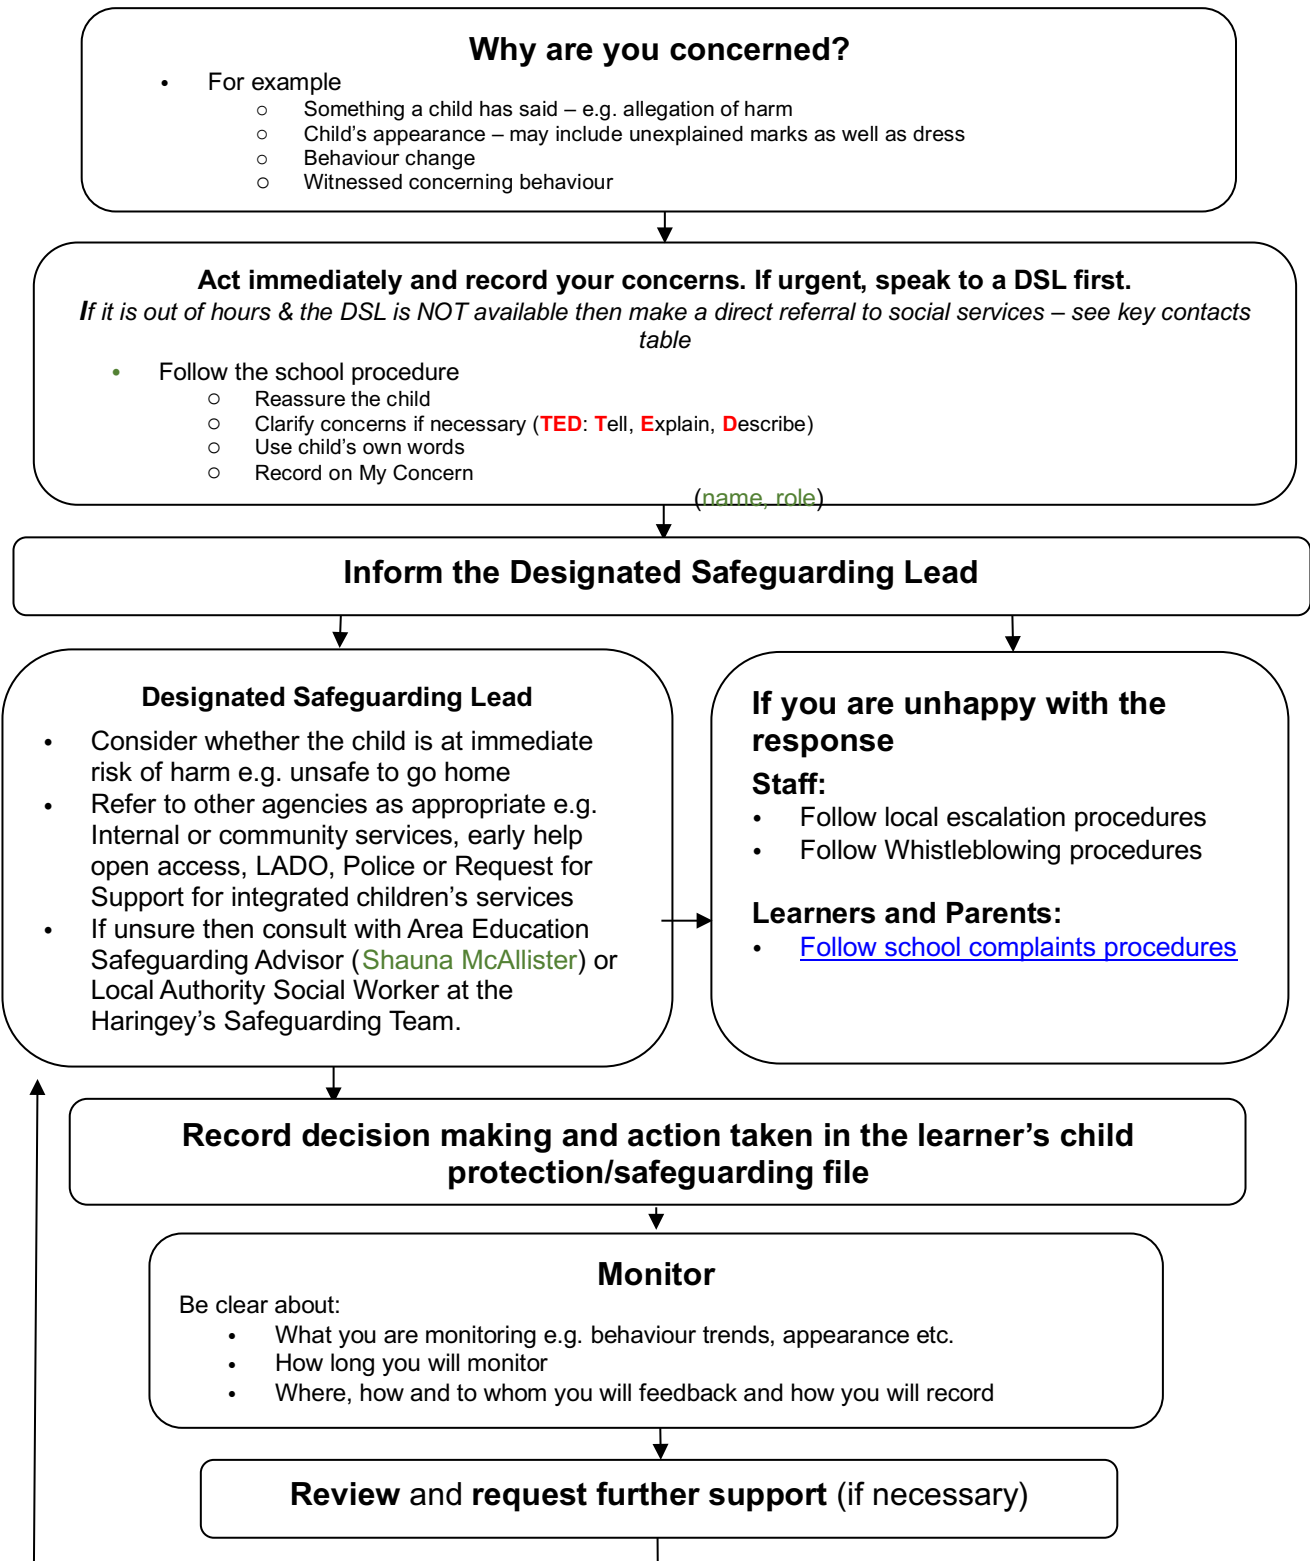 Why are you concerned?
• For example
○ Something a child has said – e.g. allegation of harm
○ Child’s appearance – may include unexplained marks as well as dress
○ Behaviour change
○ Witnessed concerning behaviour
Act immediately and record your concerns. If urgent, speak to a DSL first.
If it is out of hours & the DSL is NOT available then make a direct referral to social services – see key contacts
table
• Follow the school procedure
○ Reassure the child
○ Clarify concerns if necessary (TED: Tell, Explain, Describe)
○ Use child’s own words
○ Record on My Concern
(name, role)
Inform the Designated Safeguarding Lead
Designated Safeguarding Lead
• Consider whether the child is at immediate
risk of harm e.g. unsafe to go home
• Refer to other agencies as appropriate e.g.
Internal or community services, early help
open access, LADO, Police or Request for
Support for integrated children’s services
• If unsure then consult with Area Education
Safeguarding Advisor (Shauna McAllister) or
Local Authority Social Worker at the
Haringey’s Safeguarding Team.
If you are unhappy with the
response
Staff:
• Follow local escalation procedures
• Follow Whistleblowing procedures
Learners and Parents:
• Follow school complaints procedures
Record decision making and action taken in the learner’s child
protection/safeguarding file
Monitor
Be clear about:
• What you are monitoring e.g. behaviour trends, appearance etc.
• How long you will monitor
• Where, how and to whom you will feedback and how you will record
Review and request further support (if necessary)